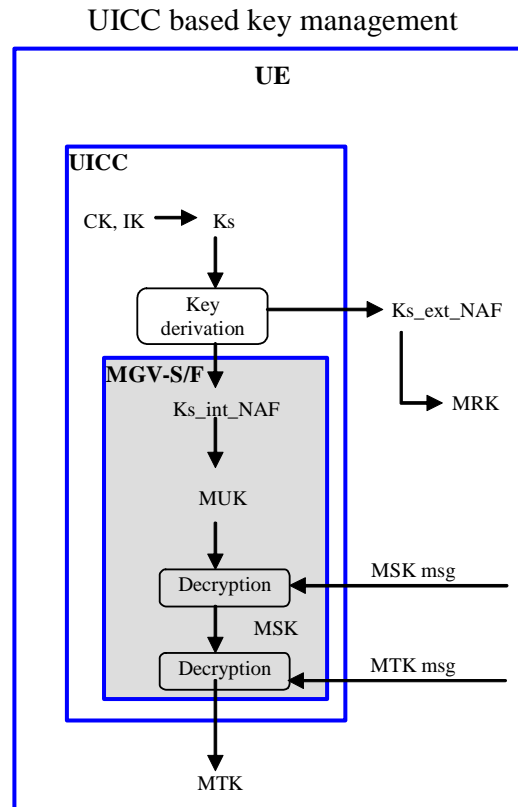 UICC based key management
UE
UICC
CK, IK
Ks
Key
derivation
Ks_ext_NAF
MGV-S/F
Ks_int_NAF
MRK
MUK
Decryption
MSK msg
MSK
Decryption
MTK msg
MTK